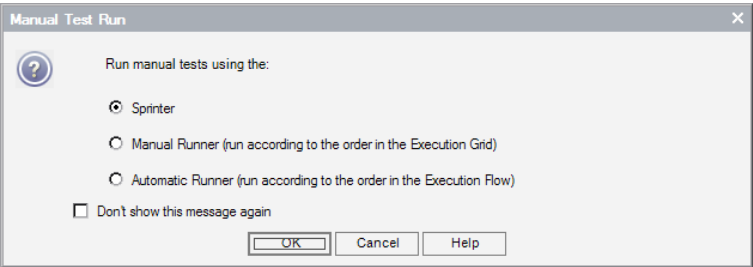 Manual Test Run
Run manual tests using the:
Sprinter
Manual Runner (run according to the order in the Execution Grid)
Automatic Runner (run according to the order in the Execution Flow)
Don't show this message again
OK Cancel Help